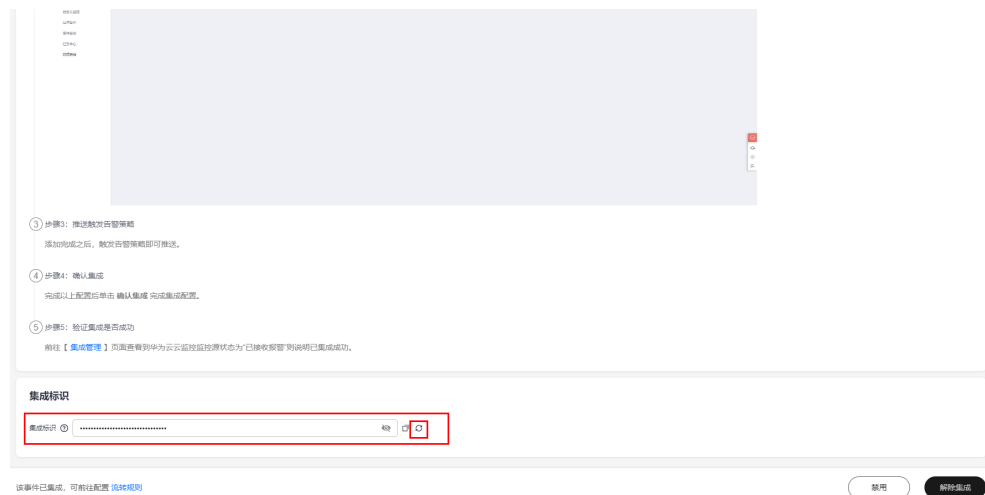 3 步骤3：推送触发告警策略
添加完成之后，触发告警策略即可推送。
4 步骤4：确认集成
完成以上配置后单击 确认集成 完成集成配置。
5 步骤5：验证集成是否成功
前往【 集成管理 】页面查看到华为云云监控监控源状态为“已接收报警”则说明已集成成功。
集成标识
集成标识
该事件已集成，可前往配置 流转规则
禁用
解除集成